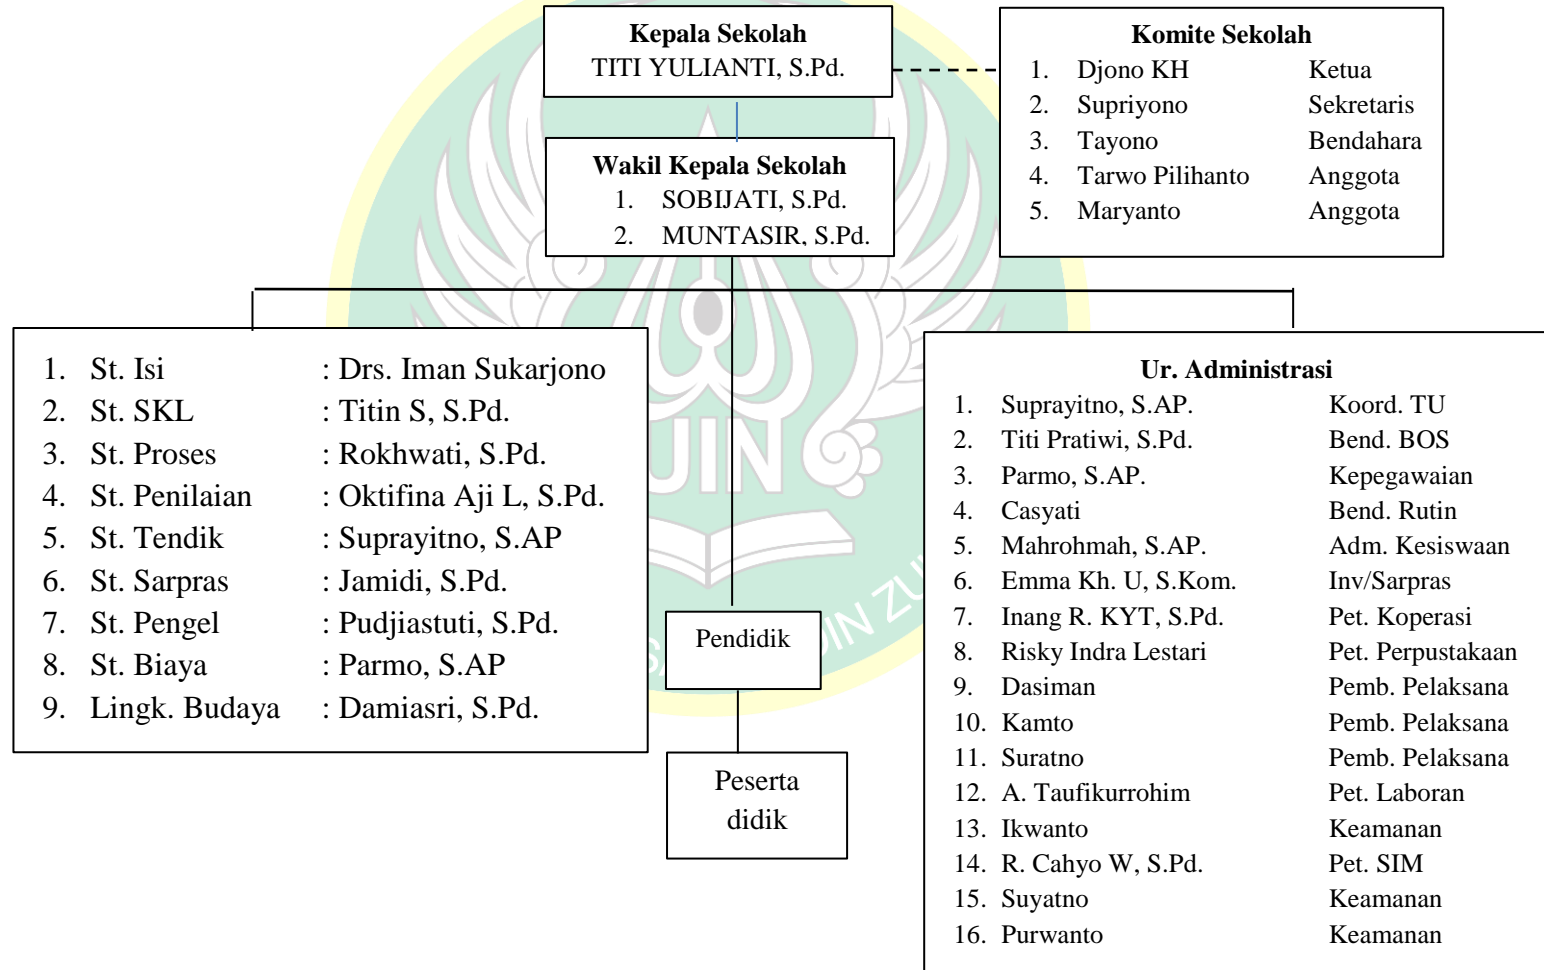 Kepala Sekolah
TITI YULIANTI, S.Pd.
Komite Sekolah
1. Djono KH Ketua
2. Supriyono Sekretaris
3. Tayono Bendahara
4. Tarwo Pilihanto Anggota
5. Maryanto Anggota
Wakil Kepala Sekolah
1. SOBIJATI, S.Pd.
2. MUNTASIR, S.Pd.
1. St. Isi : Drs. Iman Sukarjono
2. St. SKL : Titin S, S.Pd.
3. St. Proses : Rokhwati, S.Pd.
4. St. Penilaian : Oktifina Aji L, S.Pd.
5. St. Tendik : Suprayitno, S.AP
6. St. Sarpras : Jamidi, S.Pd.
7. St. Pengel : Pudjiastuti, S.Pd.
8. St. Biaya : Parmo, S.AP
9. Lingk. Budaya : Damiasri, S.Pd.
Ur. Administrasi
1. Suprayitno, S.AP. Koord. TU
2. Titi Pratiwi, S.Pd. Bend. BOS
3. Parmo, S.AP. Kepegawaian
4. Casyati Bend. Rutin
5. Mahrohmah, S.AP. Adm. Kesiswaan
6. Emma Kh. U, S.Kom. Inv/Sarpras
7. Inang R. KYT, S.Pd. Pet. Koperasi
8. Risky Indra Lestari Pet. Perpustakaan
9. Dasiman Pemb. Pelaksana
10. Kamto Pemb. Pelaksana
11. Suratno Pemb. Pelaksana
12. A. Taufikurrohim Pet. Laboran
13. Ikwanto Keamanan
14. R. Cahyo W, S.Pd. Pet. SIM
15. Suyatno Keamanan
16. Purwanto Keamanan
Pendidik
Peserta
didik
UIN